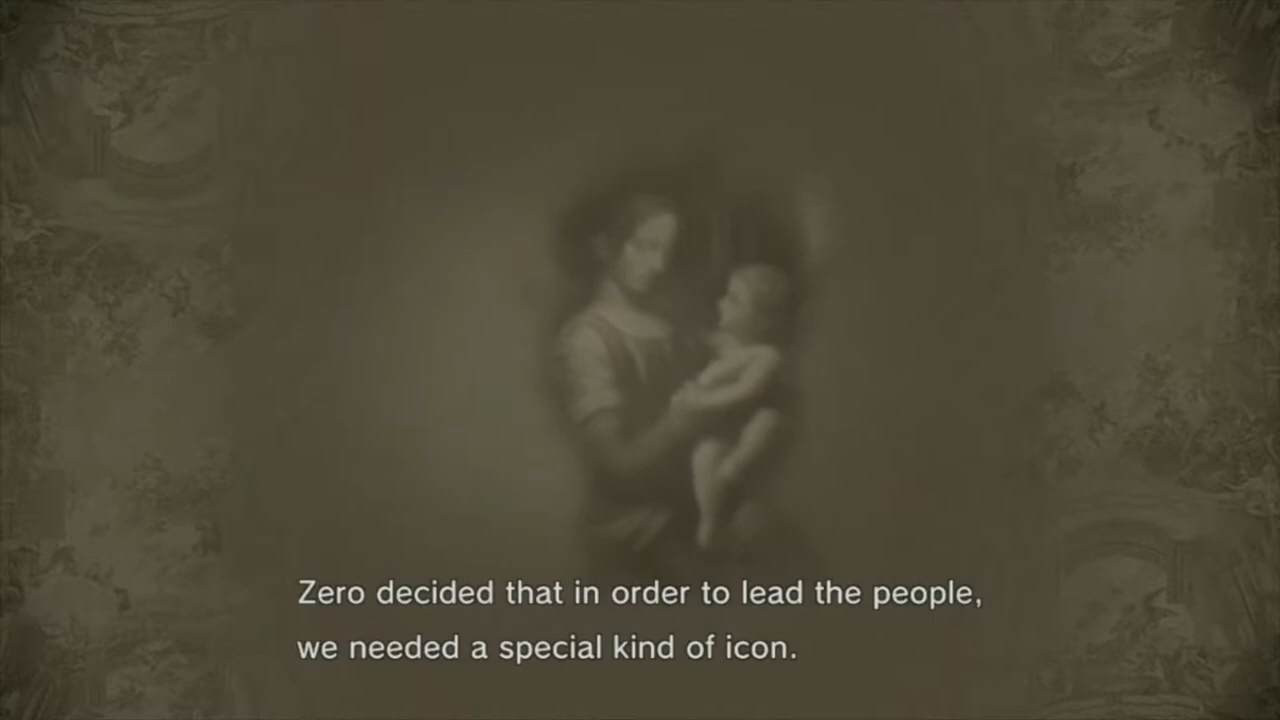 Zero decided that in order to lead the people,
we needed a special kind of icon.